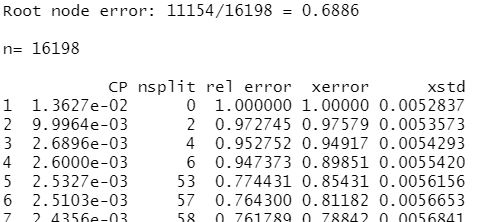 Root node error: 11154/16198 = 0.6886
n= 16198
CP nsplit rel error xerror xstd
1 1.3627e-02 0 1.000000 1.00000 0.0052837
2 9.9964e-03 2 0.972745 0.97579 0.0053573
3 2.6896e-03 4 0.952752 0.94917 0.0054293
4 2.6000e-03 6 0.947373 0.89851 0.0055420
5 2.5327e-03 53 0.774431 0.85431 0.0056156
6 2.5103e-03 57 0.764300 0.81182 0.0056653
7 2.4356e-03 58 0.761789 0.78842 0.0056841